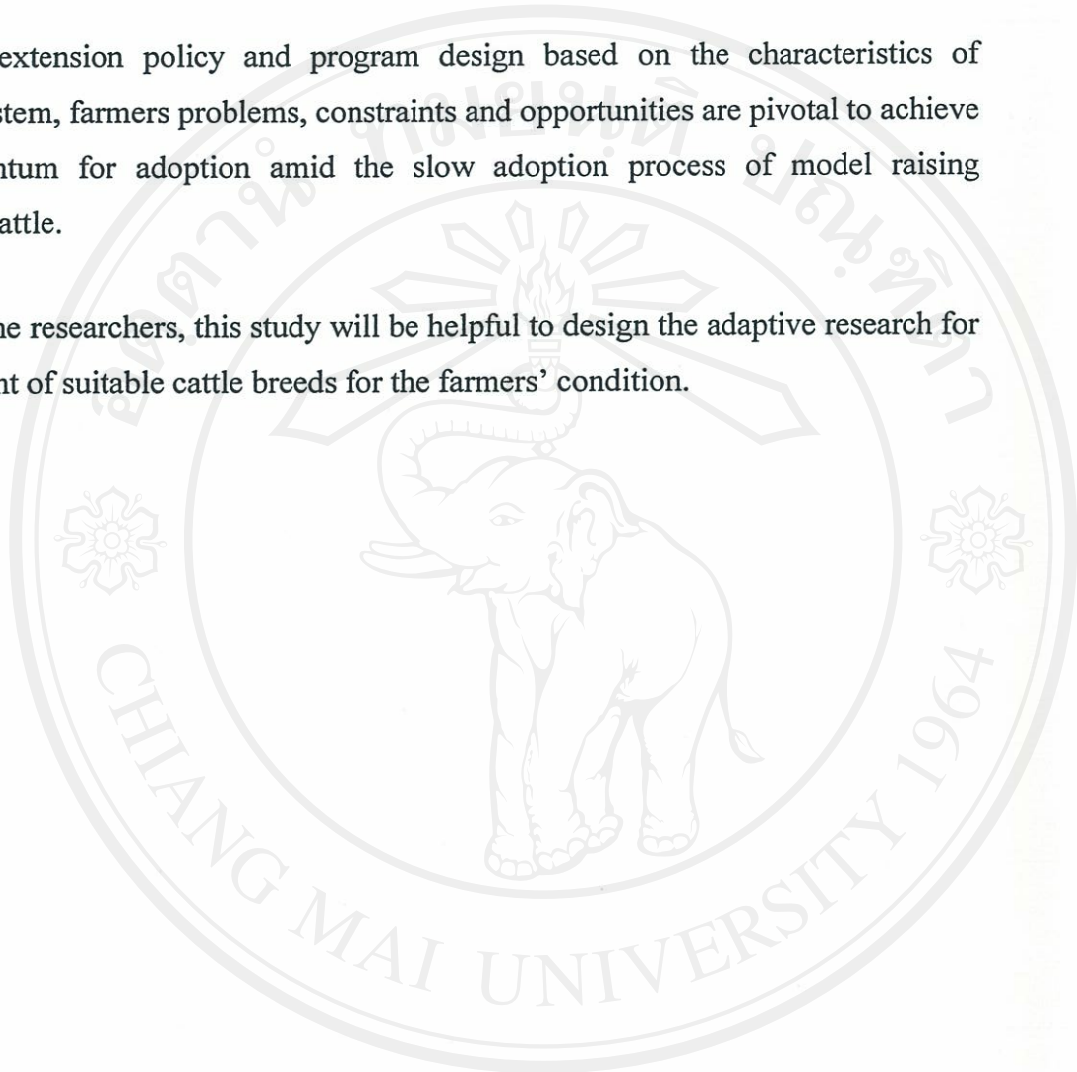 extension policy and program design based on the characteristics of
stem, farmers problems, constraints and opportunities are pivotal to achieve
ntum for adoption amid the slow adoption process of model raising
attle.
ne researchers, this study will be helpful to design the adaptive research for
nt of suitable cattle breeds for the farmers’ condition.
CHIANG MAI UNIVERSITY 1964